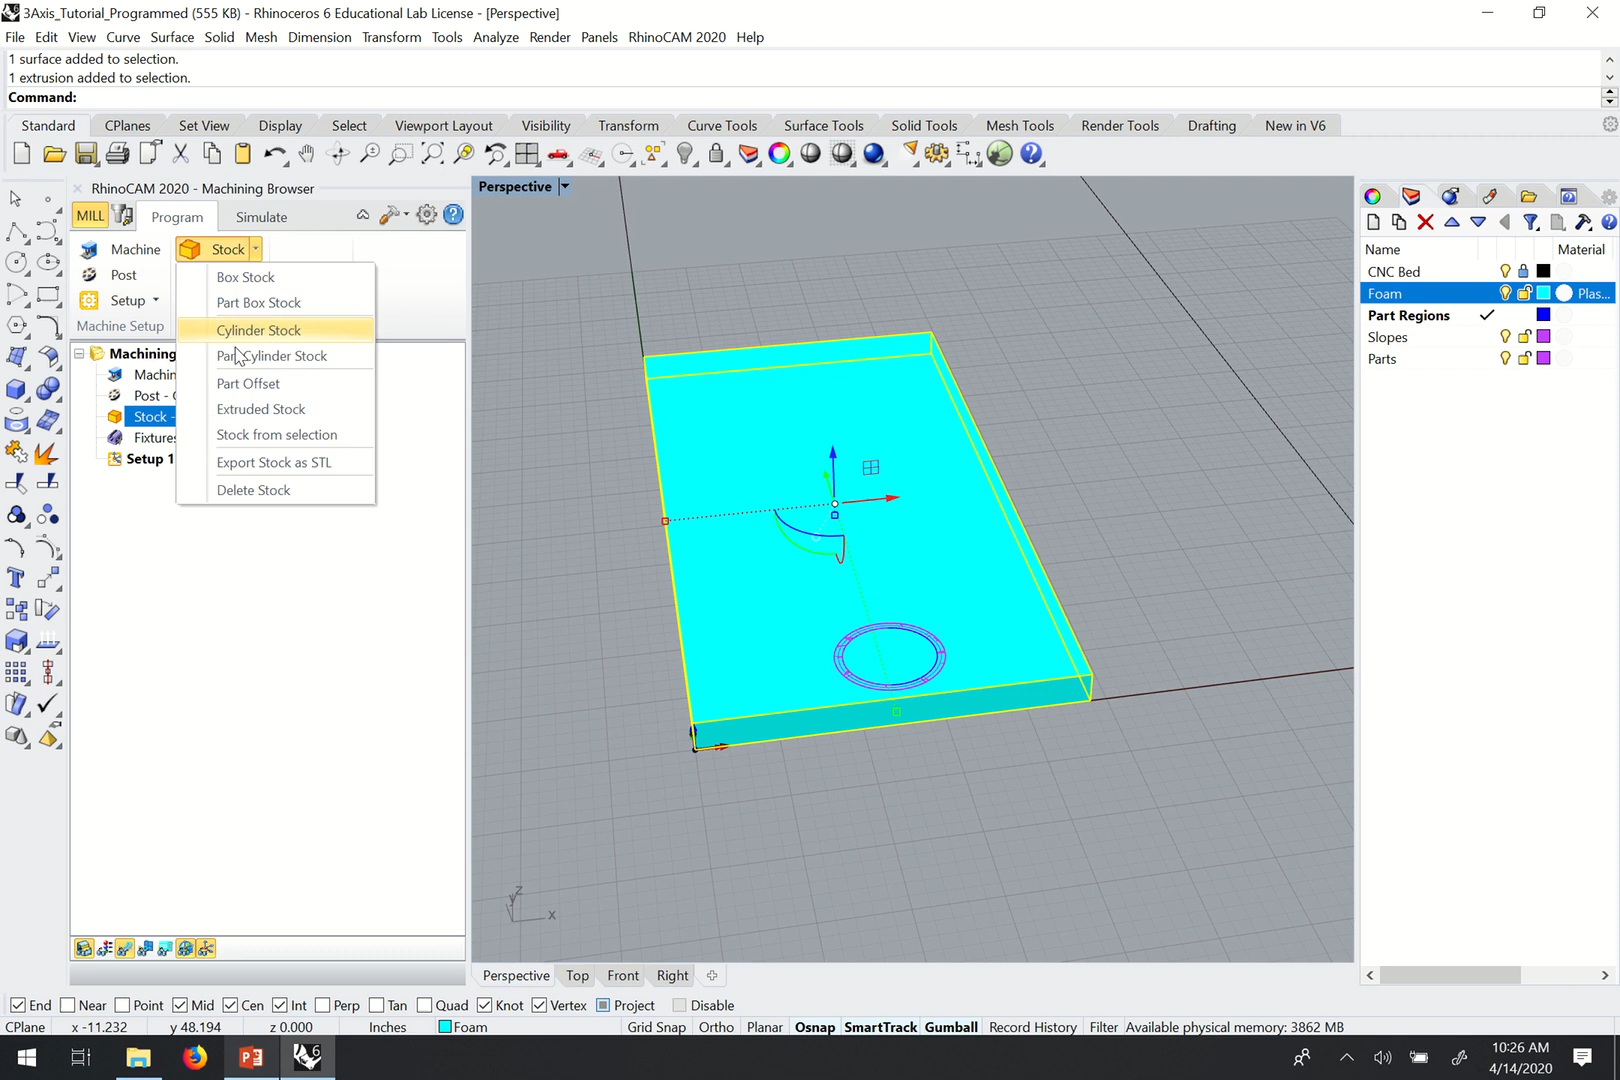 3Axis_Tutorial_Programmed (555 KB) - Rhinoceros 6 Educational Lab License - [Perspective]
File Edit View Curve Surface Solid Mesh Dimension Transform Tools Analyze Render Panels RhinoCAM 2020 Help
1 surface added to selection.
1 extrusion added to selection.
Command:
Standard CPlanes Set View Display Select Viewport Layout Visibility Transform Curve Tools Surface Tools Solid Tools Mesh Tools Render Tools Drafting New in V6
RhinoCAM 2020 - Machining Browser
MILL Program Simulate
Machine Stock
Post
Setup
Machine Setup
Box Stock
Part Box Stock
Cylinder Stock
Part Cylinder Stock
Part Offset
Extruded Stock
Stock from selection
Export Stock as STL
Delete Stock
Machining
Machin
Post - 
Stock -
Fixtures
Setup 1
Perspective
z
x
Name Material
CNC Bed
Foam Plas...
Part Regions
Slopes
Parts
Perspective Top Front Right
End Near Point Mid Cen Int Perp Tan Quad Knot Vertex Project Disable
CPlane x -11.232 y 48.194 z 0.000 Inches Foam Grid Snap Ortho Planar Osnap SmartTrack Gumball Record History Filter Available physical memory: 3862 MB
10:26 AM
4/14/2020